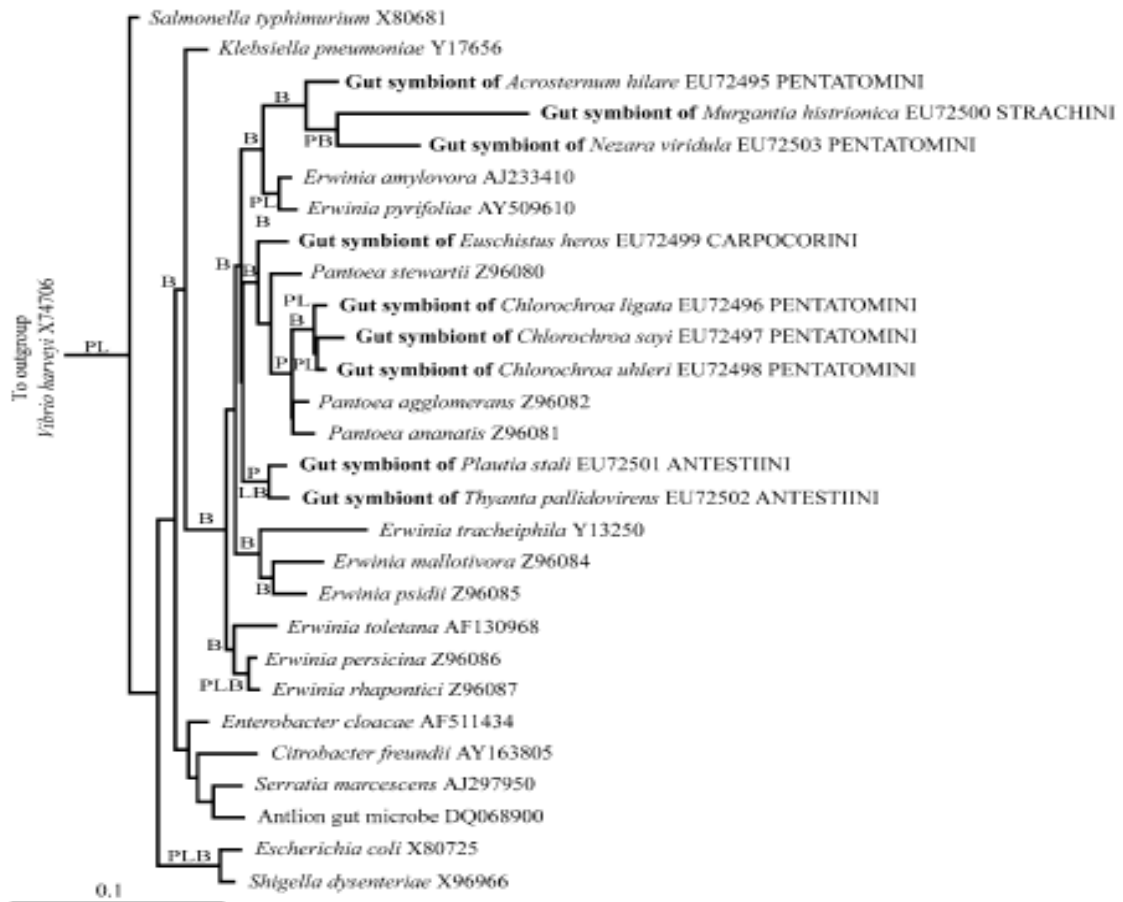 Salmonella typhimurium X80681
Klebsiella pneumoniae Y17656
Gut symbiont of Acrosternum hilare EU72495 PENTATOMINI
B
Gut symbiont of Murgantia histrionica EU72500 STRACHINI
B
PB
Gut symbiont of Nezara viridula EU72503 PENTATOMINI
Erwinia amylovora AJ233410
PL
Erwinia pyrifoliae AY509610
B
Gut symbiont of Euschistus heros EU72499 CARPOCORINI
B
B
B
Pantoea stewartii Z96080
PL
Gut symbiont of Chlorochroa ligata EU72496 PENTATOMINI
B
Gut symbiont of Chlorochroa sayi EU72497 PENTATOMINI
To outgroup
Vibrio harveyi X74706
PL
P
PL
Gut symbiont of Chlorochroa uhleri EU72498 PENTATOMINI
Pantoea agglomerans Z96082
Pantoea ananatis Z96081
P
Gut symbiont of Plautia stali EU72501 ANTESTIINI
LB
Gut symbiont of Thyanta pallidovirens EU72502 ANTESTIINI
B
Erwinia tracheiphila Y13250
B
Erwinia mallotivora Z96084
B
Erwinia psidii Z96085
Erwinia toletana AF130968
B
Erwinia persicina Z96086
PLB
Erwinia rhapontici Z96087
Enterobacter cloacae AF511434
Citrobacter freundii AY163805
Serratia marcescens AJ297950
Antlion gut microbe DQ068900
PLB
Escherichia coli X80725
Shigella dysenteriae X96966
0.1